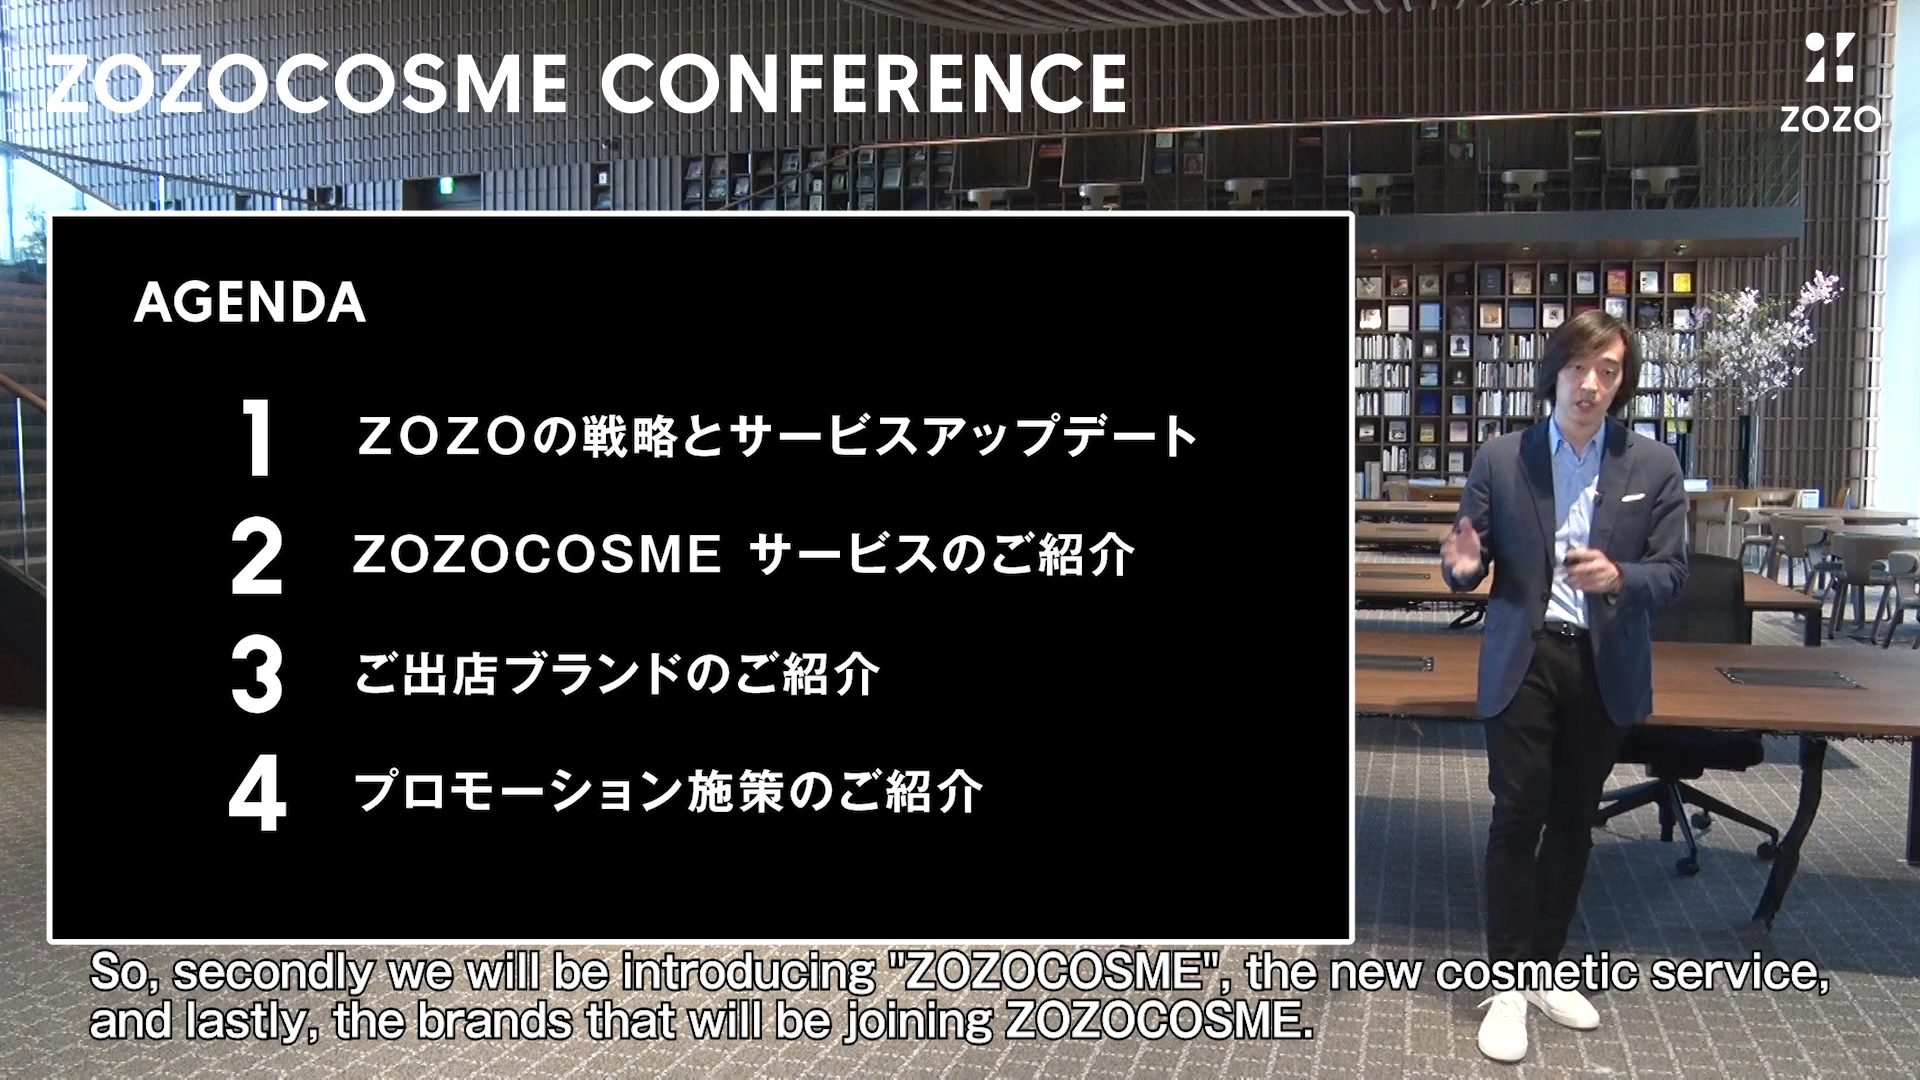 ZOZOCOSME CONFERENCE
ZOZO
AGENDA
1 ZOZOの戦略とサービスアップデート
2 ZOZOCOSME サービスのご紹介
3 ご出店ブランドのご紹介
4 プロモーション施策のご紹介
So, secondly we will be introducing "ZOZOCOSME", the new cosmetic service,
and lastly, the brands that will be joining ZOZOCOSME.